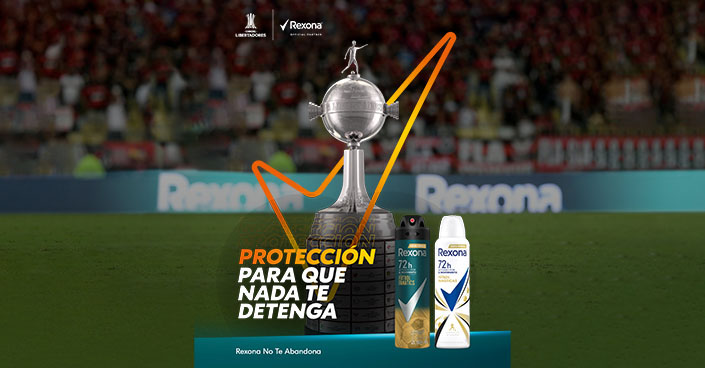 CONMEBOL
LIBERTADORES
Rexona
OFFICIAL PARTNER
Rexona
Rexona
PROTECCIÓN
PARA QUE
NADA TE
DETENGA
Rexona
72h
Rexona
72h
Rexona No Te Abandona